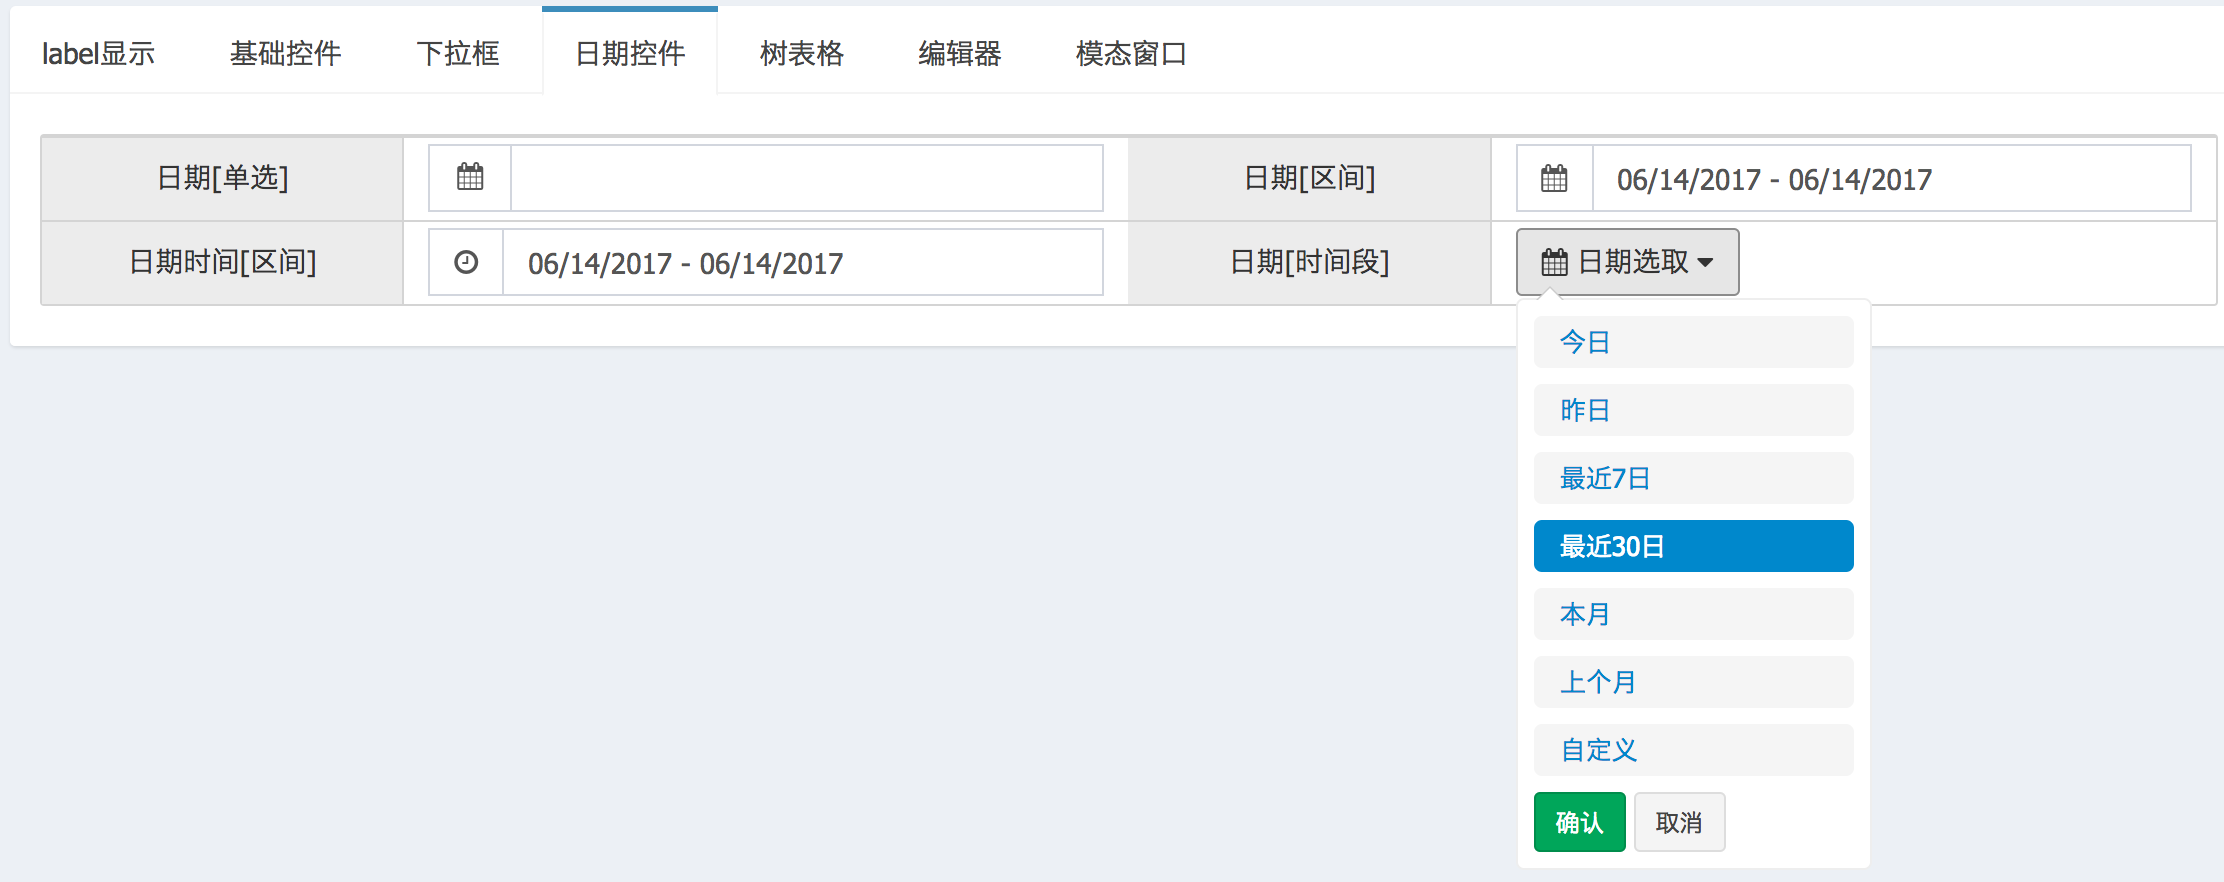 label显示 基础控件 下拉框 日期控件 树表格 编辑器 模态窗口
日期[单选] 日期[区间] 06/14/2017 - 06/14/2017
日期时间[区间] 06/14/2017 - 06/14/2017 日期[时间段] 日期选取
今日
昨日
最近7日
最近30日
本月
上个月
自定义
确认 取消